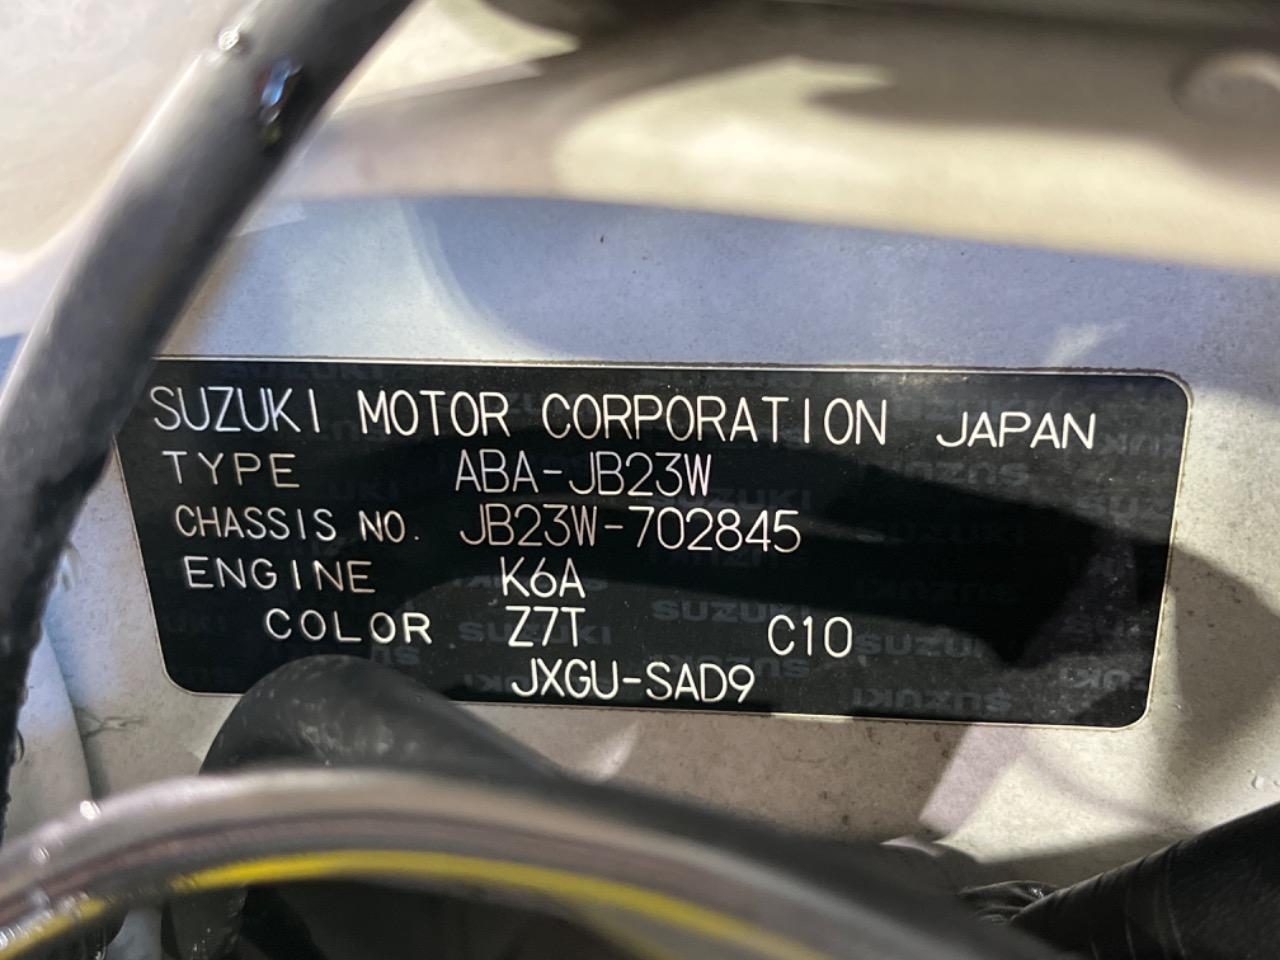 SUZUKI MOTOR CORPORATION JAPAN
TYPE ABA-JB23W
CHASSIS NO. JB23W-702845
ENGINE K6A
COLOR Z7T C10
JXGU-SAD9